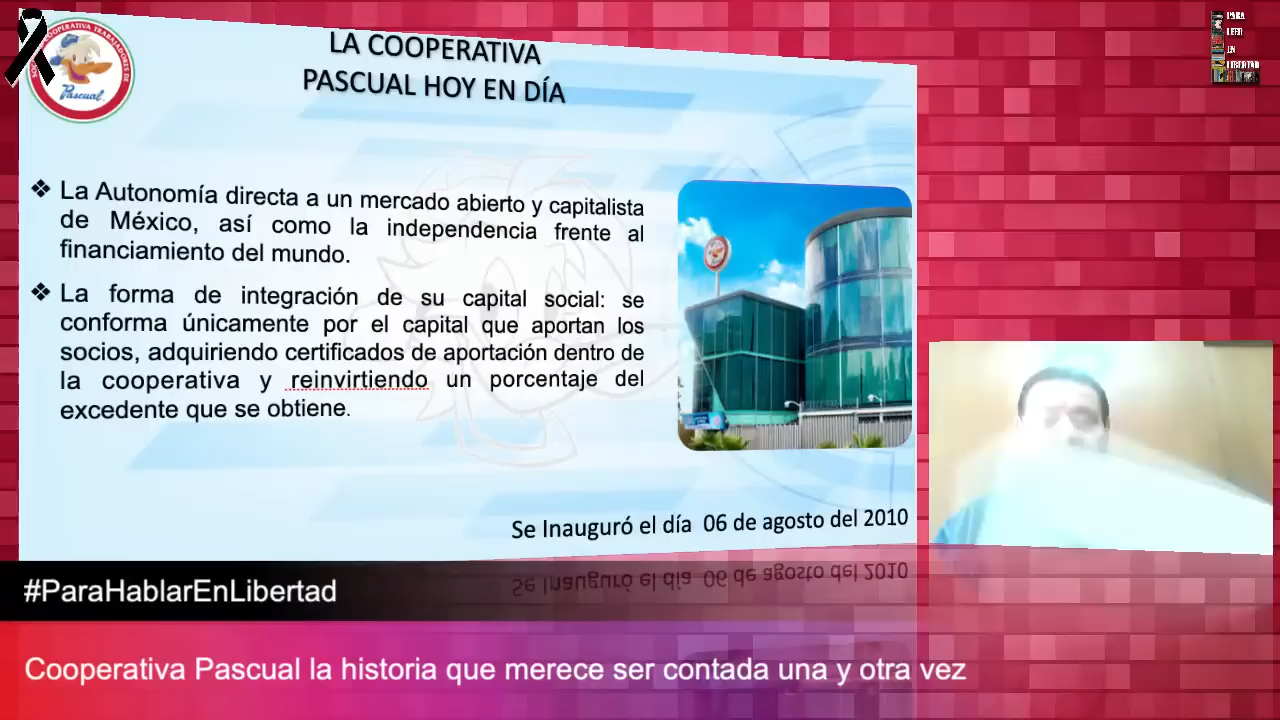 LA COOPERATIVA
PASCUAL HOY EN DÍA
❖ La Autonomía directa a un mercado abierto y capitalista
de México, así como la independencia frente al
financiamiento del mundo.
❖ La forma de integración de su capital social: se
conforma únicamente por el capital que aportan los
socios, adquiriendo certificados de aportación dentro de
la cooperativa y reinvirtiendo un porcentaje del
excedente que se obtiene.
Se Inauguró el día 06 de agosto del 2010
Pascual
PARA
LEER
EN
LIBERTAD
#ParaHablarEnLibertad
Cooperativa Pascual la historia que merece ser contada una y otra vez